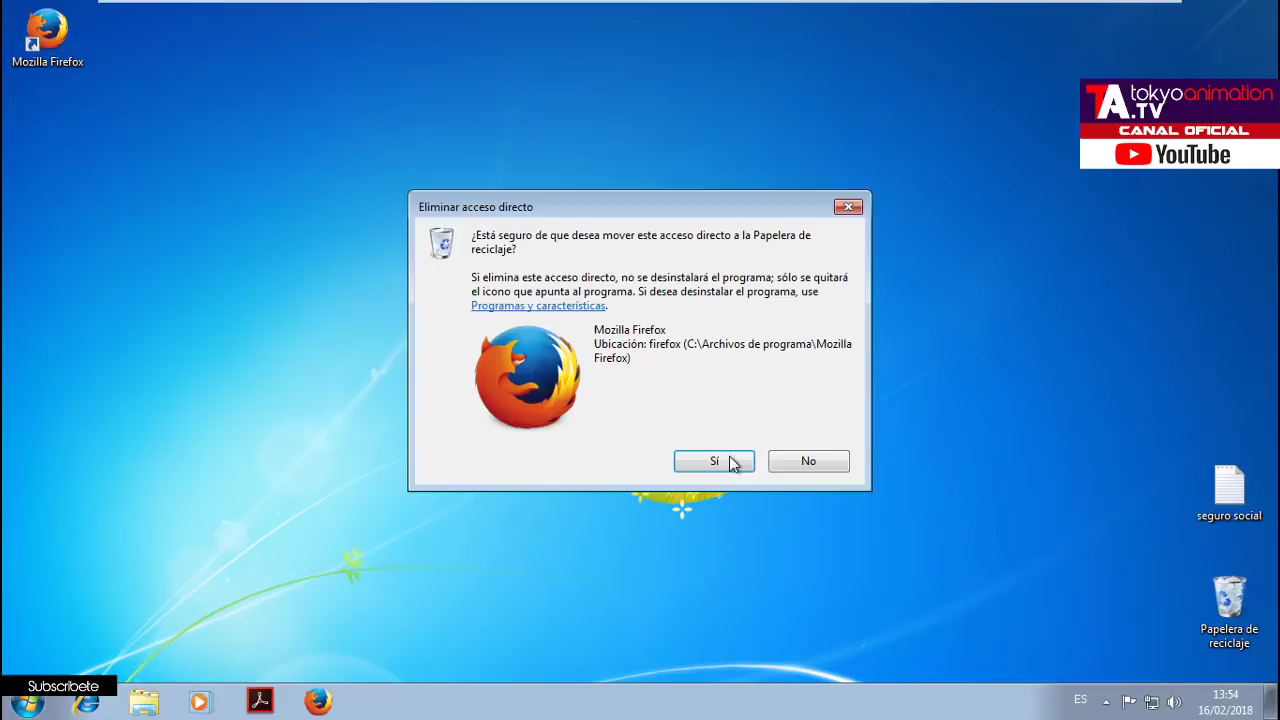 Mozilla Firefox
TA.TV tokyoanimation
CANAL OFICIAL
YouTube
Eliminar acceso directo
¿Está seguro de que desea mover este acceso directo a la Papelera de
reciclaje?
Si elimina este acceso directo, no se desinstalará el programa; sólo se quitará
el icono que apunta al programa. Si desea desinstalar el programa, use
Programas y características.
Mozilla Firefox
Ubicación: firefox (C:\Archivos de programa\Mozilla
Firefox)
Sí
No
seguro social
Papelera de
reciclaje
Subscribete
ES
13:54
16/02/2018